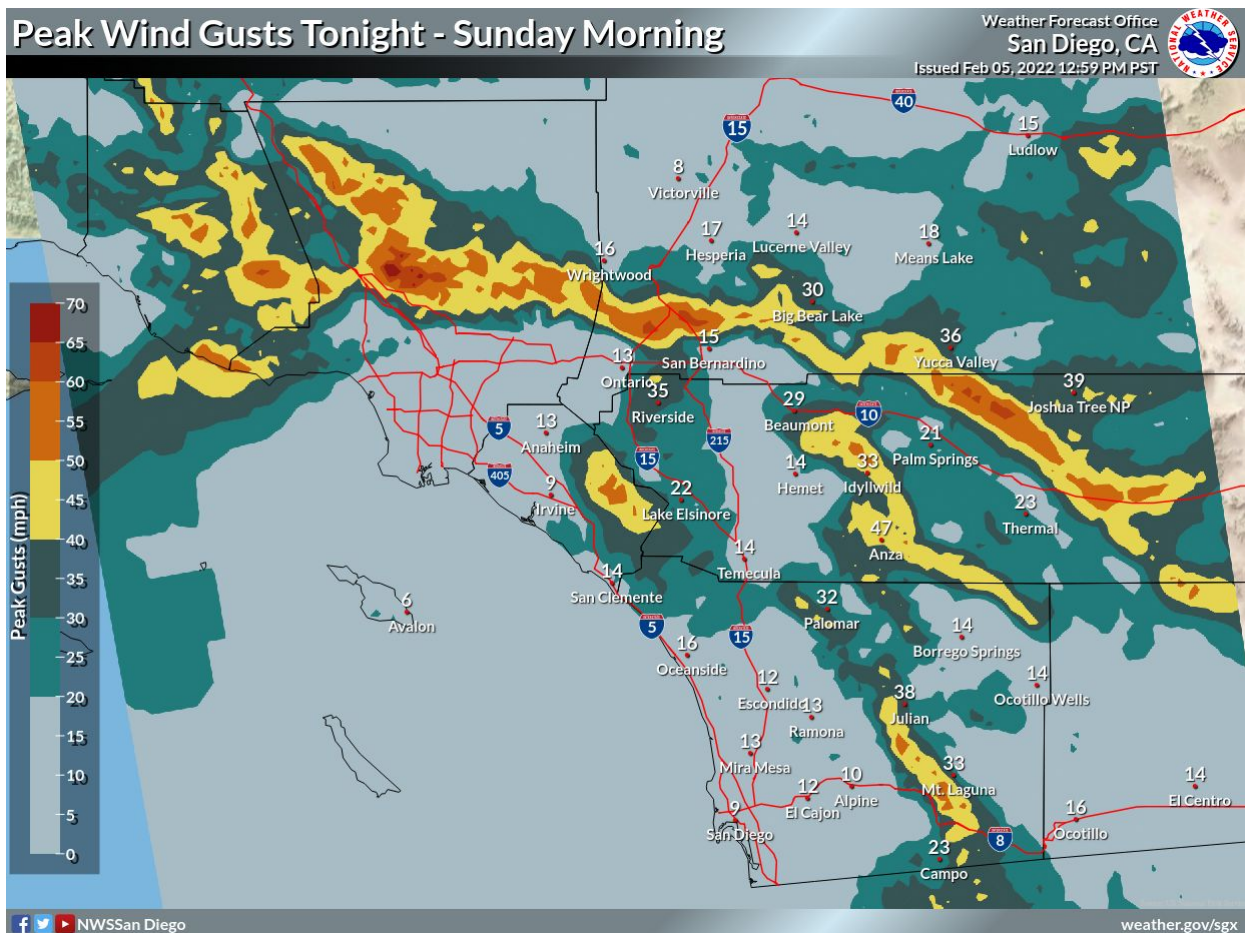 Peak Wind Gusts Tonight - Sunday Morning
Weather Forecast Office
San Diego, CA
Issued Feb 05, 2022 12:59 PM PST
NATIONAL WEATHER SERVICE
40
15
15
Ludlow
8
Victorville
17
Hesperia
14
Lucerne Valley
18
Means Lake
16
Wrightwood
30
Big Bear Lake
36
Yucca Valley
15
San Bernardino
13
Ontario
35
Riverside
29
Beaumont
10
39
Joshua Tree NP
21
Palm Springs
5
13
Anaheim
215
15
405
9
Irvine
14
Hemet
33
Idyllwild
22
Lake Elsinore
23
Thermal
47
Anza
14
Temecula
14
San Clemente
6
Avalon
32
Palomar
5
15
14
Borrego Springs
16
Oceanside
12
Escondido
14
Ocotillo Wells
13
Ramona
38
Julian
13
Mira Mesa
33
Mt. Laguna
10
Alpine
12
El Cajon
14
El Centro
9
San Diego
16
Ocotillo
8
23
Campo
Peak Gusts (mph)
70
65
60
55
50
45
40
35
30
25
20
15
10
5
0
NWSSan Diego
weather.gov/sgx